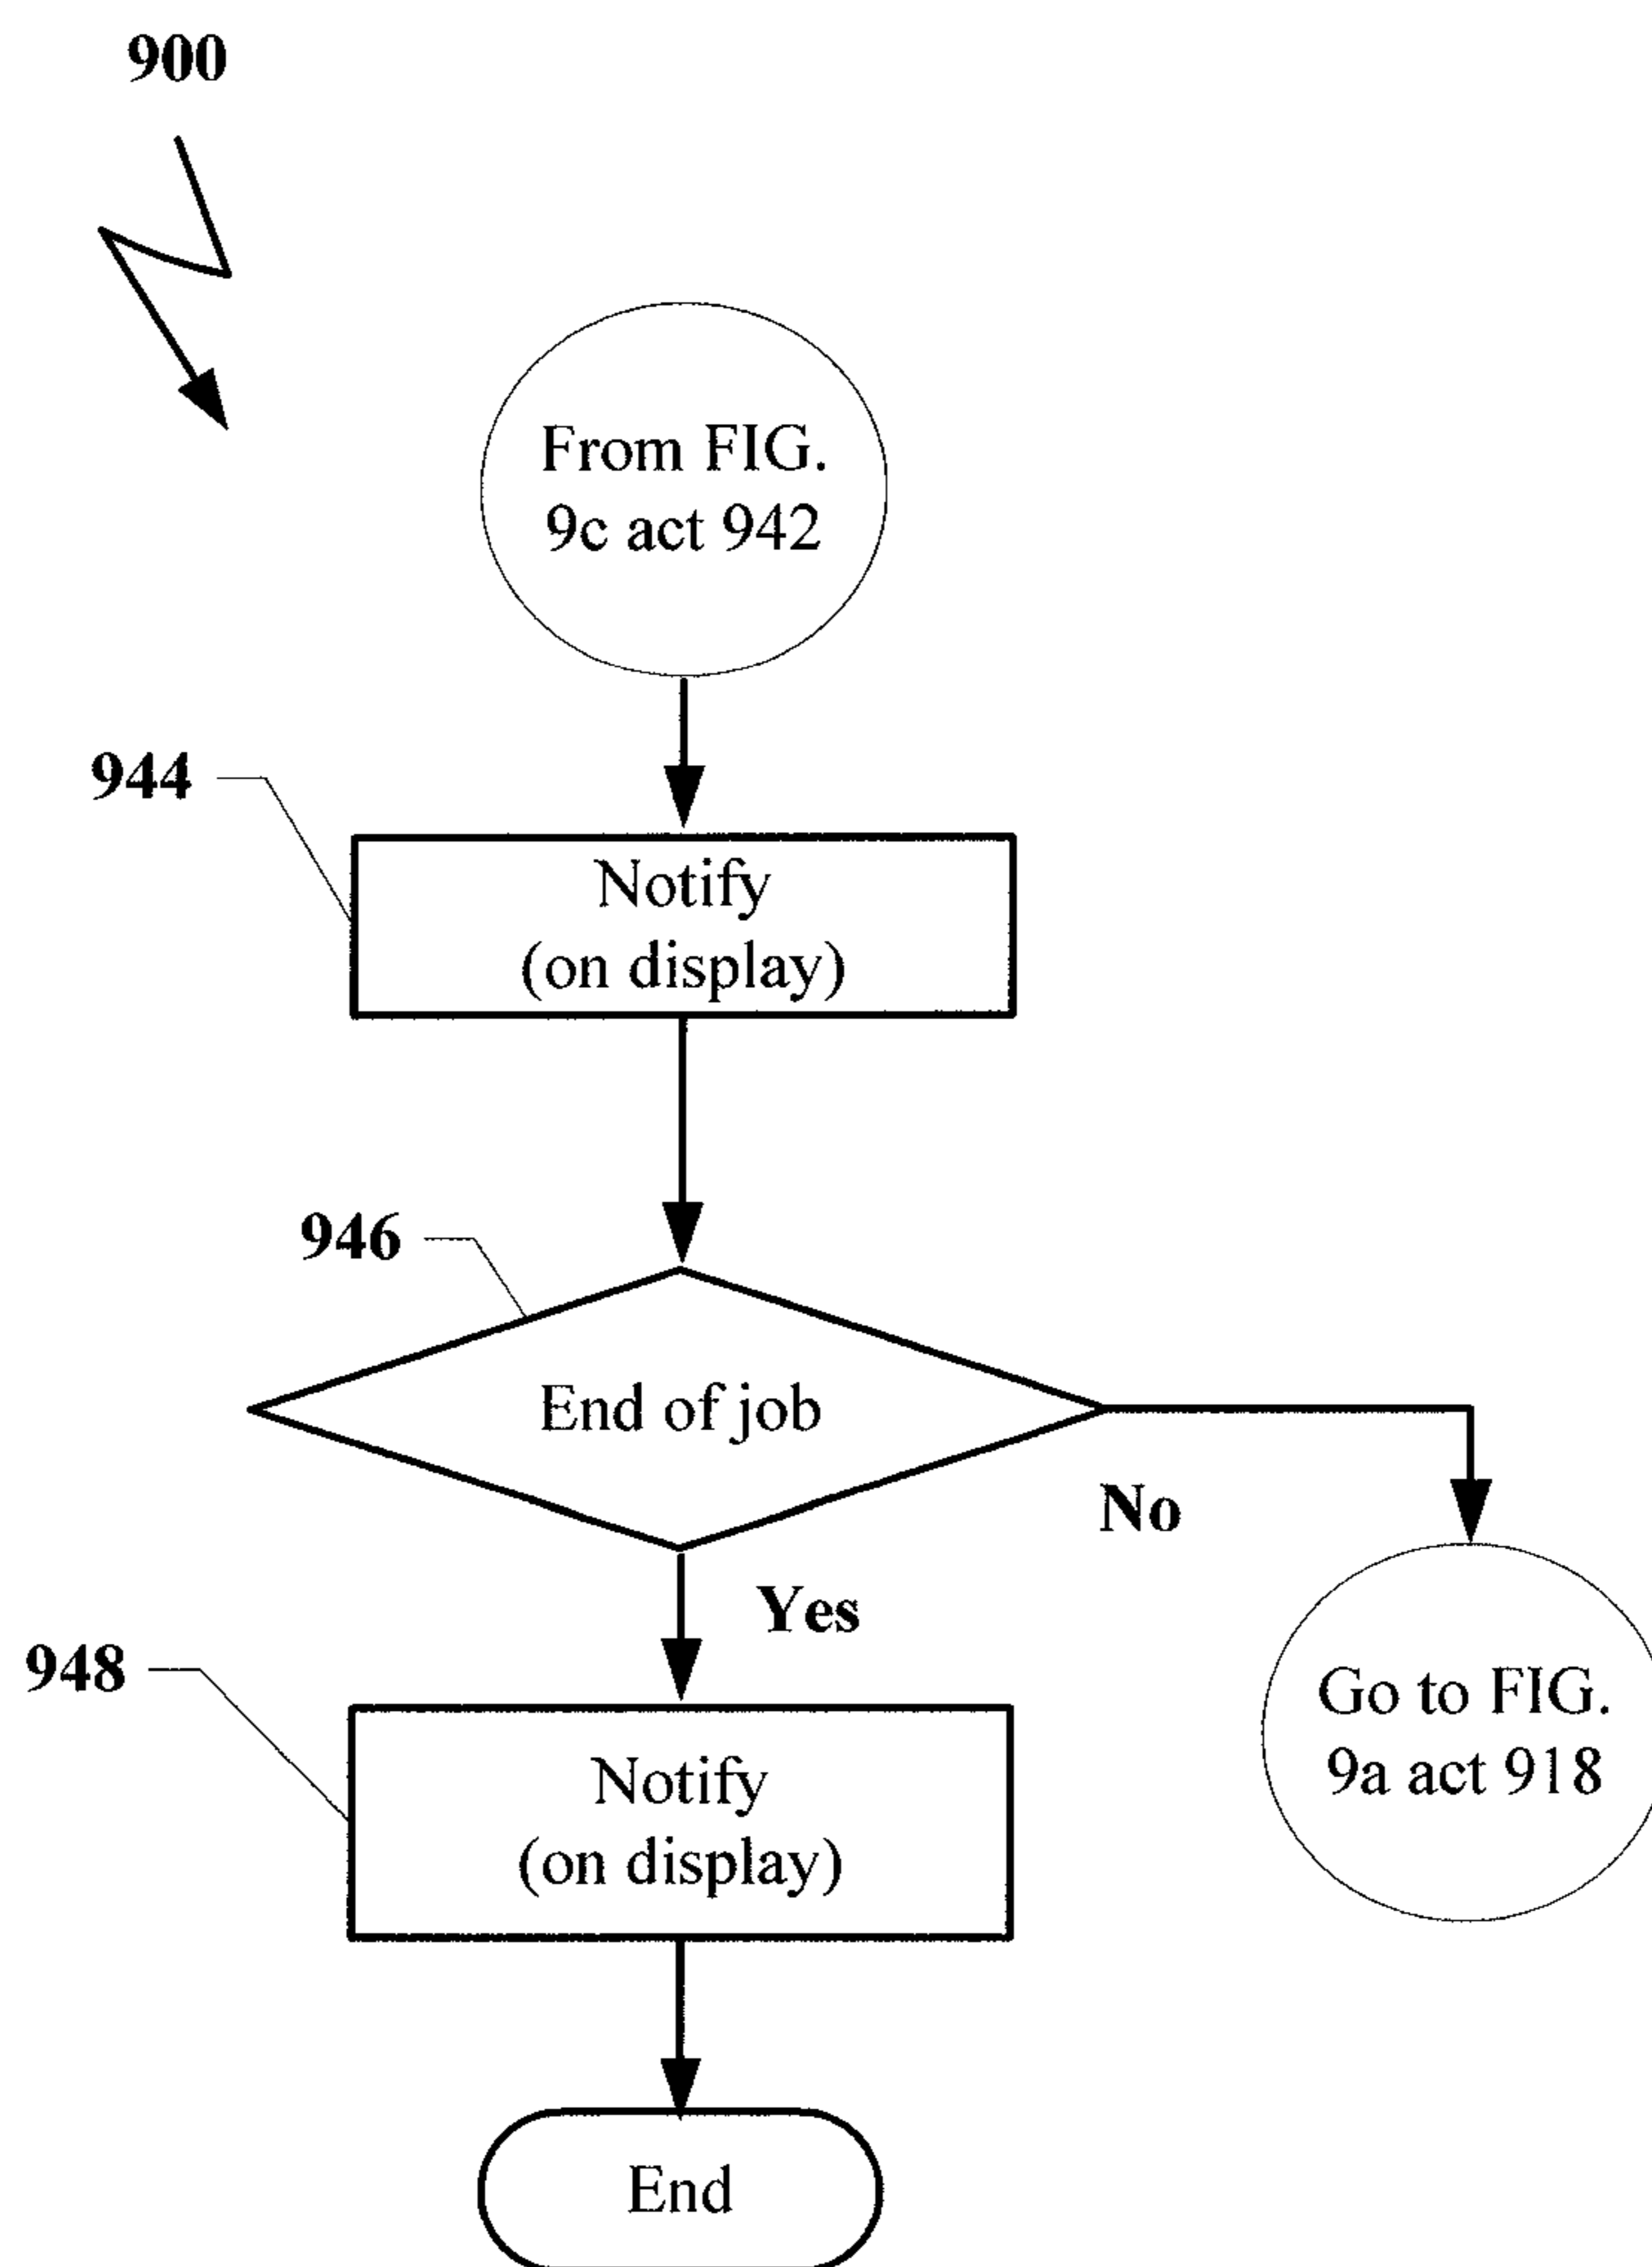 900
From FIG.
9c act 942
944
Notify
(on display)
946
End of job
No
Yes
948
Notify
(on display)
Go to FIG.
9a act 918
End